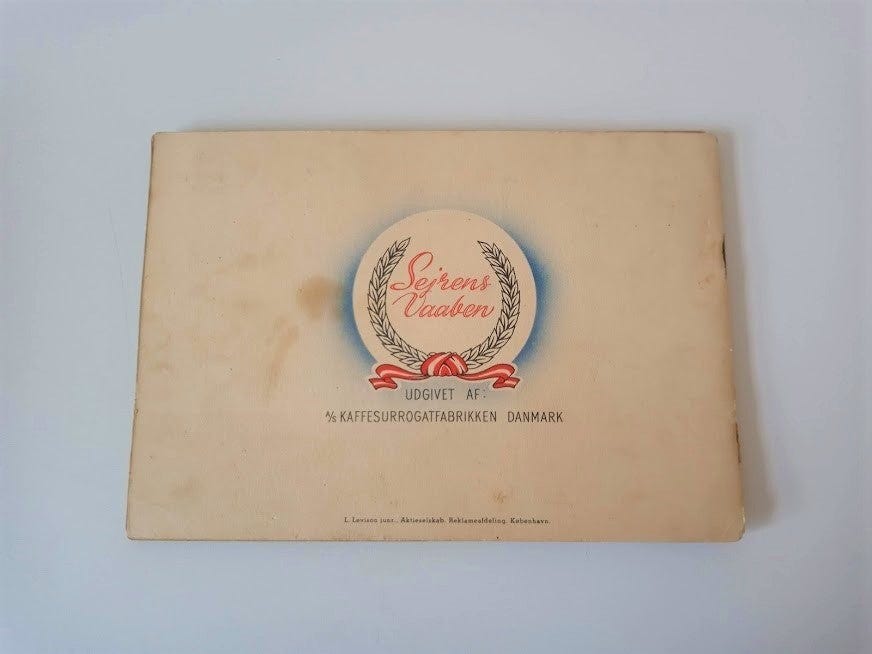 Sejrens
Vaaben
UDGIVET AF:
A/S KAFFESURROGATFABRIKKEN DANMARK
L. Levison junr., Aktieselskab. Reklameafdeling. København.